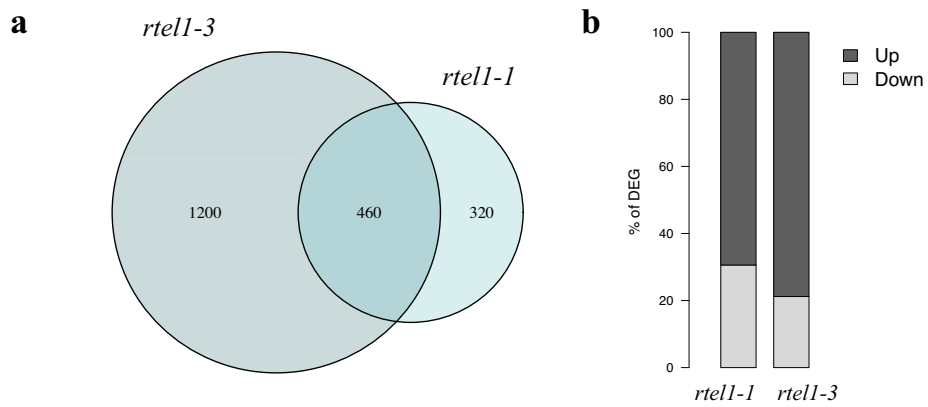 a
rtel1-3
rtel1-1
1200
460
320
b
100
80
60
40
20
0
% of DEG
rtel1-1
rtel1-3
Up
Down